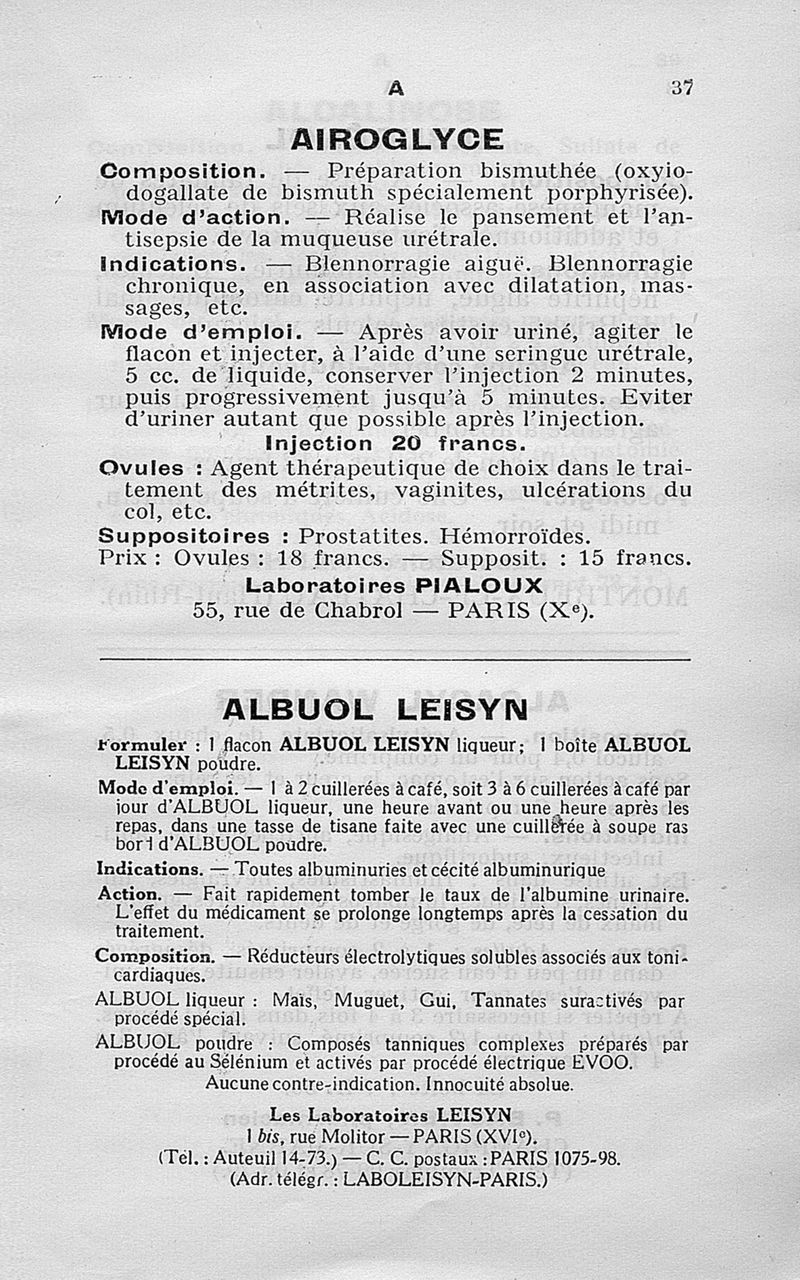 A 37
AIROGLYCE
Composition. — Préparation bismuthée (oxyio-
dogallate de bismuth spécialement porphyrisée).
Mode d'action. — Réalise le pansement et l'an-
tisepsie de la muqueuse urétrale.
Indications. — Blennorragie aiguë. Blennorragie
chronique, en association avec dilatation, mas-
sages, etc.
Mode d'emploi. — Après avoir uriné, agiter le
flacon et injecter, à l'aide d'une seringue urétrale,
5 cc. de liquide, conserver l'injection 2 minutes,
puis progressivement jusqu'à 5 minutes. Eviter
d'uriner autant que possible après l'injection.
Injection 20 francs.
Ovules : Agent thérapeutique de choix dans le trai-
tement des métrites, vaginites, ulcérations du
col, etc.
Suppositoires : Prostatites. Hémorroïdes.
Prix : Ovules : 18 francs. — Supposit. : 15 francs.
Laboratoires PIALOUX
55, rue de Chabrol — PARIS (Xe).
ALBUOL LEISYN
Formuler : 1 flacon ALBUOL LEISYN liqueur; 1 boîte ALBUOL
LEISYN poudre.
Mode d'emploi. — 1 à 2 cuillerées à café, soit 3 à 6 cuillerées à café par
jour d'ALBUOL liqueur, une heure avant ou une heure après les
repas, dans une tasse de tisane faite avec une cuillerée à soupe ras
bord d'ALBUOL poudre.
Indications. — Toutes albuminuries et cécité albuminurique
Action. — Fait rapidement tomber le taux de l'albumine urinaire.
L'effet du médicament se prolonge longtemps après la cessation du
traitement.
Composition. — Réducteurs électrolytiques solubles associés aux toni-
cardiaques.
ALBUOL liqueur : Maïs, Muguet, Gui, Tannates suractivés par
procédé spécial.
ALBUOL poudre : Composés tanniques complexes préparés par
procédé au Sélénium et activés par procédé électrique EVOO.
Aucune contre-indication. Innocuité absolue.
Les Laboratoires LEISYN
1 bis, rue Molitor — PARIS (XVIe).
(Tél. : Auteuil 14-73.) — C. C. postaux : PARIS 1075-98.
(Adr. télégr. : LABOLEISYN-PARIS.)